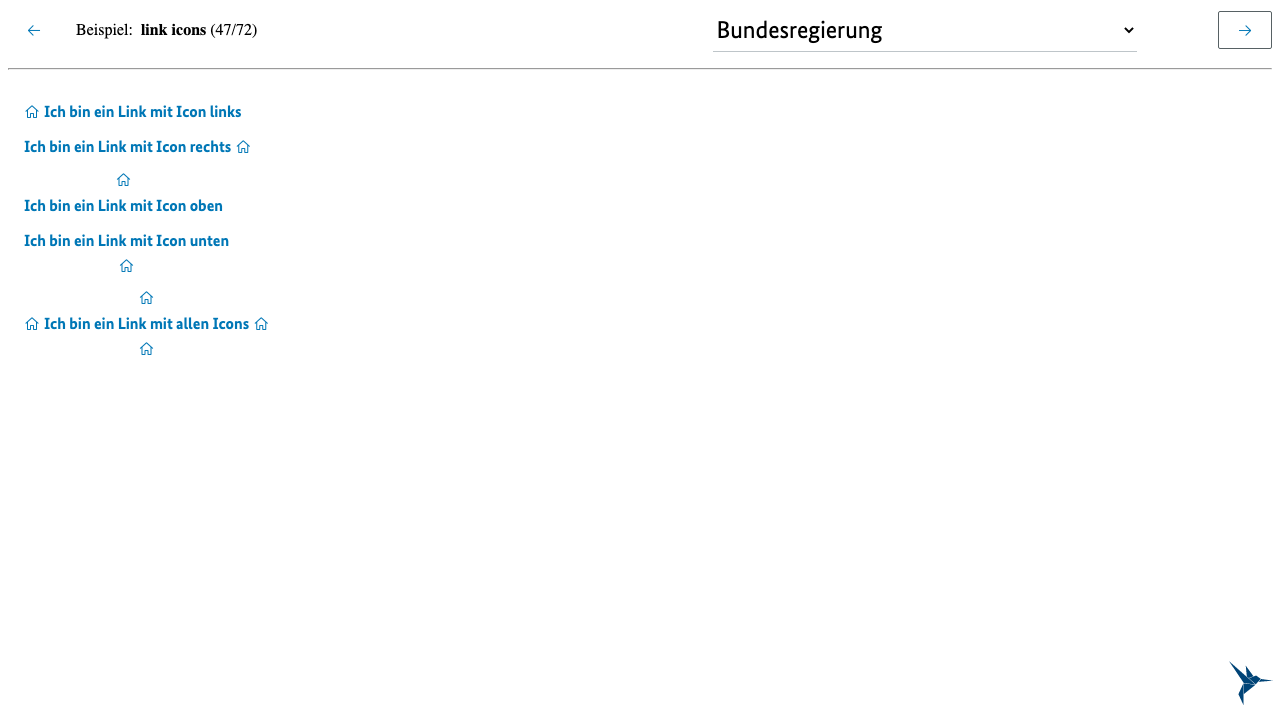 Beispiel: link icons (47/72)
Bundesregierung
Ich bin ein Link mit Icon links
Ich bin ein Link mit Icon rechts
Ich bin ein Link mit Icon oben
Ich bin ein Link mit Icon unten
Ich bin ein Link mit allen Icons